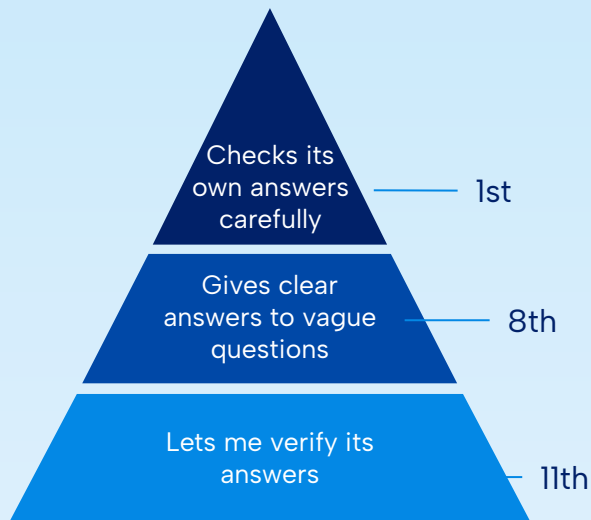 Checks its
own answers
carefully
1st
Gives clear
answers to vague
questions
8th
Lets me verify its
answers
11th